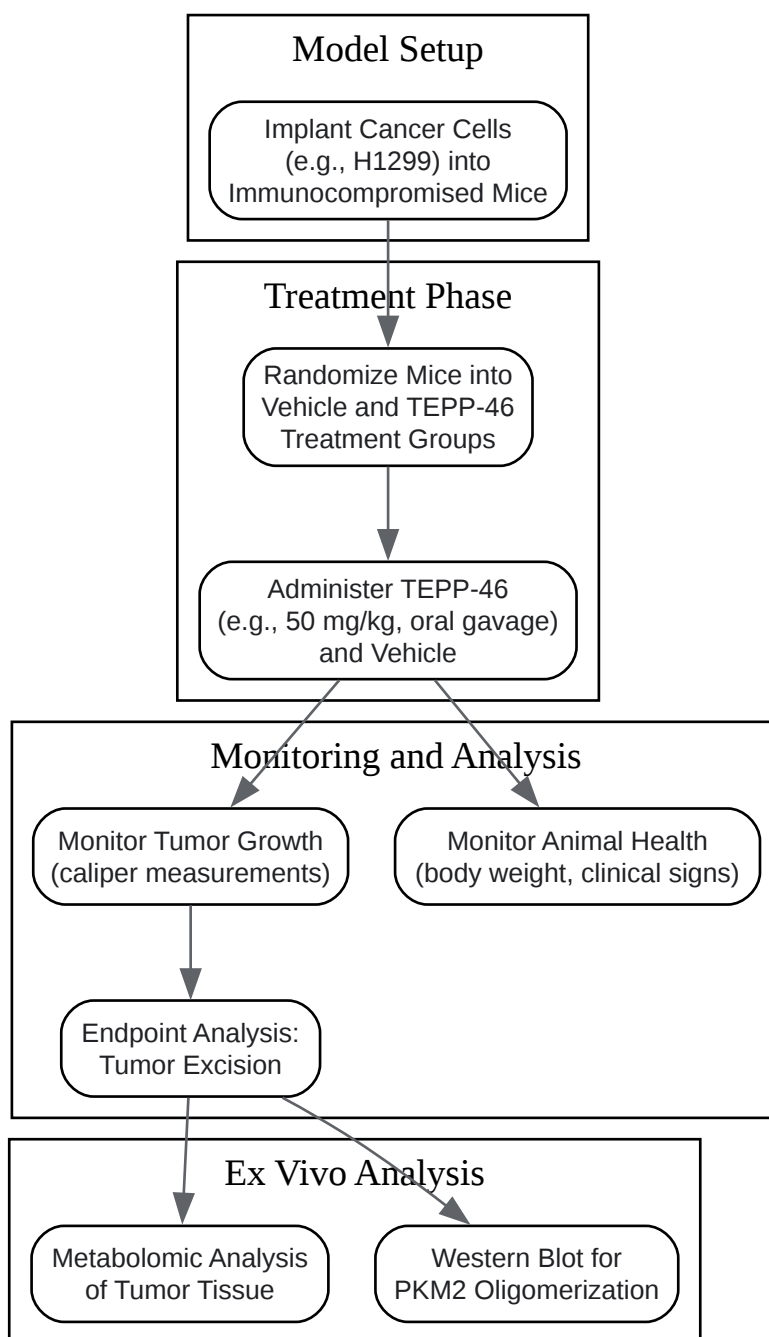 Model Setup
Implant Cancer Cells
(e.g., H1299) into
Immunocompromised Mice
Treatment Phase
Randomize Mice into
Vehicle and TEPP-46
Treatment Groups
Administer TEPP-46
(e.g., 50 mg/kg, oral gavage)
and Vehicle
Monitoring and Analysis
Monitor Tumor Growth
(caliper measurements)
Monitor Animal Health
(body weight, clinical signs)
Endpoint Analysis:
Tumor Excision
Ex Vivo Analysis
Metabolomic Analysis
of Tumor Tissue
Western Blot for
PKM2 Oligomerization